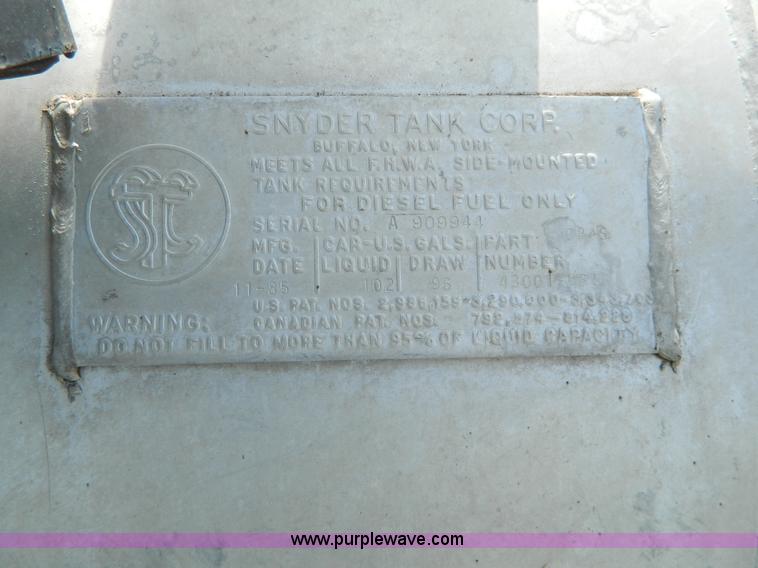 SNYDER TANK CORP.
BUFFALO, NEW YORK
MEETS ALL F.H.W.A. SIDE-MOUNTED
TANK REQUIREMENTS
FOR DIESEL FUEL ONLY
SERIAL NO. A 909944
MFG. CAR-U.S. GALS. PART
DATE LIQUID DRAW NUMBER
11-85 102 96
U.S. PAT. NOS.
CANADIAN PAT. NOS.
WARNING:
DO NOT FILL TO MORE THAN 95% OF LIQUID CAPACITY
www.purplewave.com